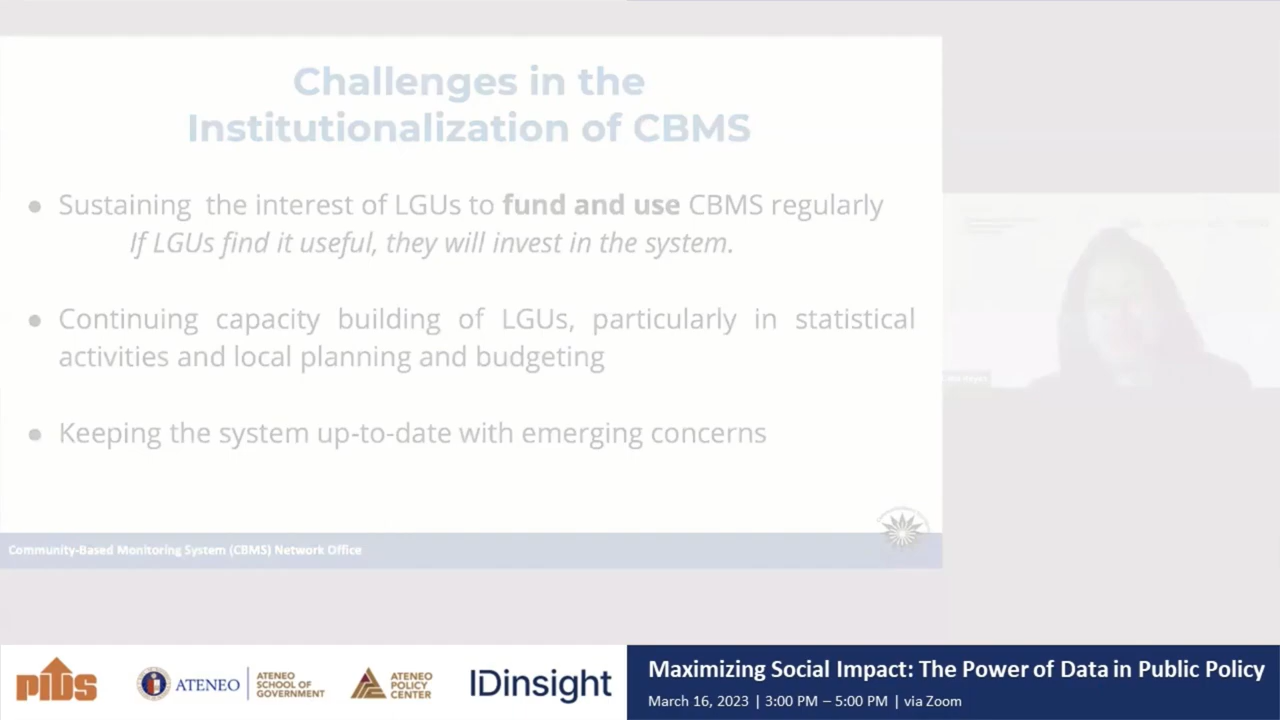 Challenges in the
Institutionalization of CBMS
● Sustaining the interest of LGUs to fund and use CBMS regularly
If LGUs find it useful, they will invest in the system.
● Continuing capacity building of LGUs, particularly in statistical
activities and local planning and budgeting
● Keeping the system up-to-date with emerging concerns
Community-Based Monitoring System (CBMS) Network Office
PIDS
ATENEO
ATENEO
SCHOOL OF
GOVERNMENT
ATENEO
POLICY
CENTER
IDinsight
Maximizing Social Impact: The Power of Data in Public Policy
March 16, 2023 | 3:00 PM – 5:00 PM | via Zoom